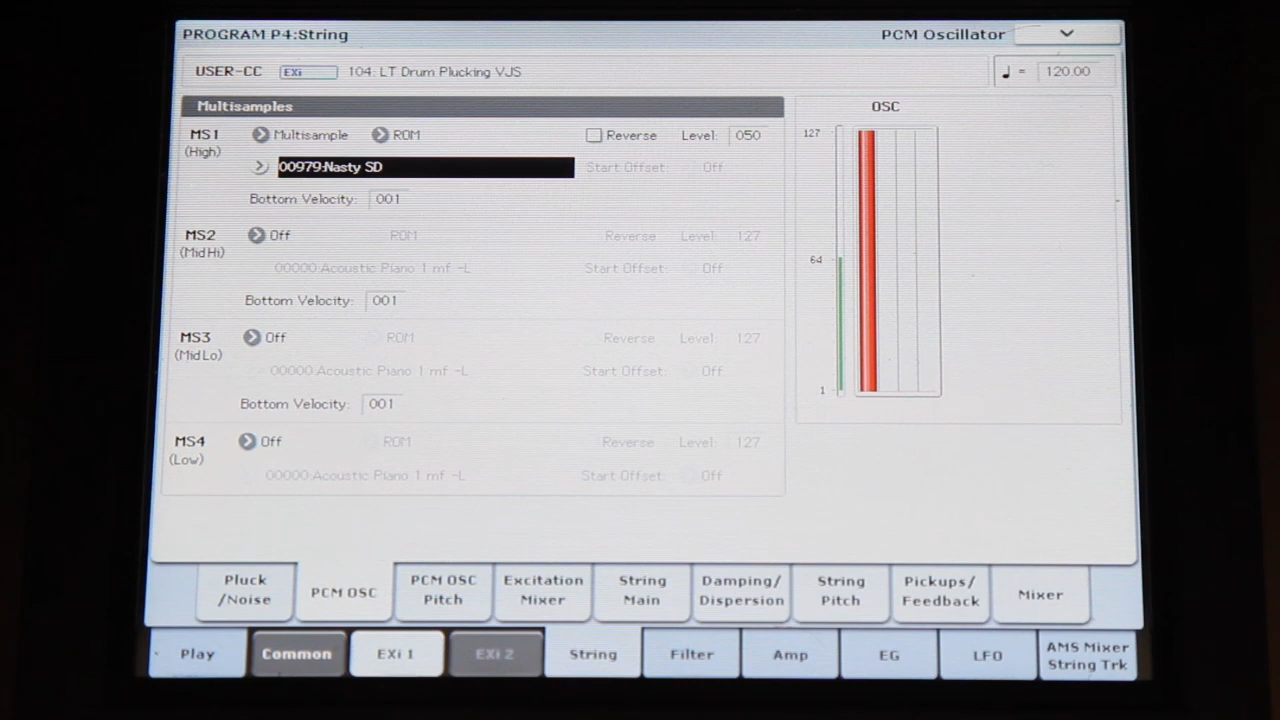 PROGRAM P4:String
PCM Oscillator
USER-CC EXi 104: LT Drum Plucking VJS
♩ = 120.00
Multisamples
OSC
MS1 Multisample ROM Reverse Level: 050
(High)
00979:Nasty SD Start Offset: Off
Bottom Velocity: 001
MS2 Off ROM Reverse Level: 127
(Mid Hi)
00000:Acoustic Piano 1 mf -L Start Offset: Off
Bottom Velocity: 001
MS3 Off ROM Reverse Level: 127
(Mid Lo)
00000:Acoustic Piano 1 mf -L Start Offset: Off
Bottom Velocity: 001
MS4 Off ROM Reverse Level: 127
(Low)
00000:Acoustic Piano 1 mf -L Start Offset: Off
127
64
1
Pluck
/Noise
PCM OSC
PCM OSC
Pitch
Excitation
Mixer
String
Main
Damping/
Dispersion
String
Pitch
Pickups/
Feedback
Mixer
Play
Common
EXi 1
EXi 2
String
Filter
Amp
EG
LFO
AMS Mixer
String Trk